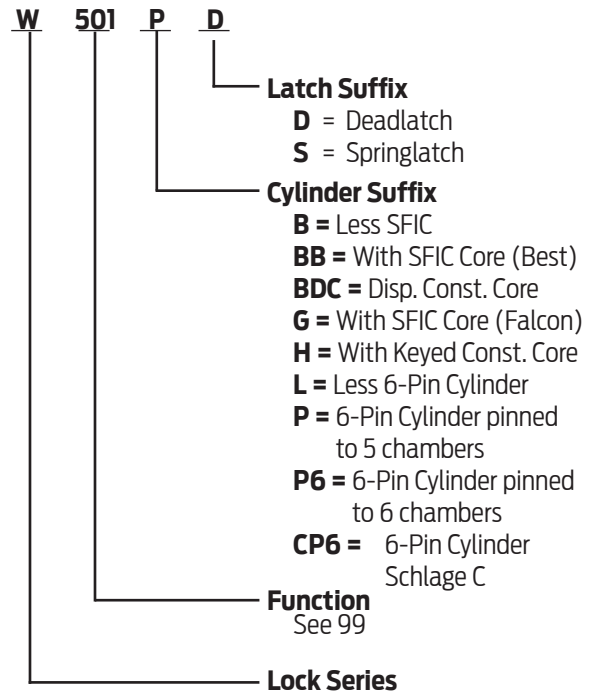 W 501 P D
Latch Suffix
D = Deadlatch
S = Springlatch
Cylinder Suffix
B = Less SFIC
BB = With SFIC Core (Best)
BDC = Disp. Const. Core
G = With SFIC Core (Falcon)
H = With Keyed Const. Core
L = Less 6-Pin Cylinder
P = 6-Pin Cylinder pinned
to 5 chambers
P6 = 6-Pin Cylinder pinned
to 6 chambers
CP6 = 6-Pin Cylinder
Schlage C
Function
See 99
Lock Series